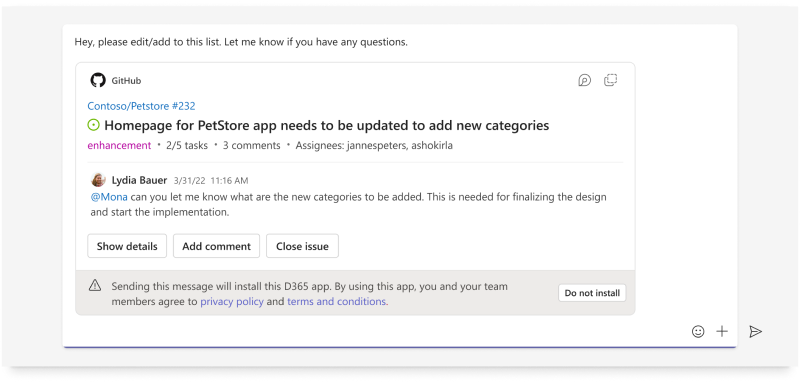 Hey, please edit/add to this list. Let me know if you have any questions.
GitHub
Contoso/Petstore #232
Homepage for PetStore app needs to be updated to add new categories
enhancement • 2/5 tasks • 3 comments • Assignees: jannespeters, ashokirla
Lydia Bauer 3/31/22 11:16 AM
@Mona can you let me know what are the new categories to be added. This is needed for finalizing the design
and start the implementation.
Show details Add comment Close issue
Sending this message will install this D365 app. By using this app, you and your team
members agree to privacy policy and terms and conditions.
Do not install